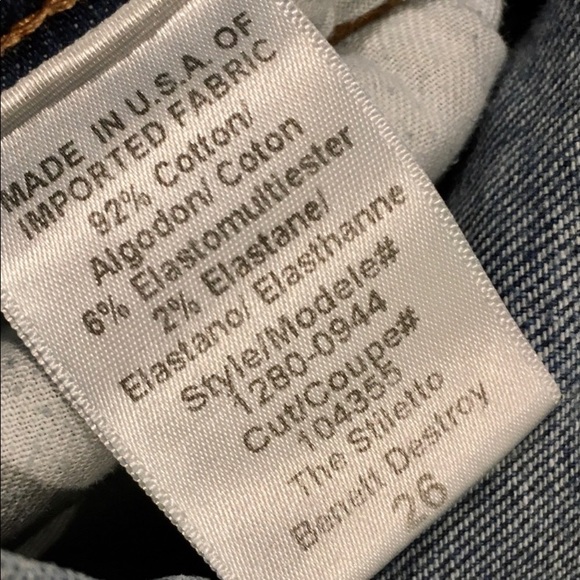 MADE IN U.S.A. OF
IMPORTED FABRIC
92% Cotton/
Algodon/ Coton
6% Elastomultiester
2% Elastane/
Elastano/ Elasthanne
Style/Modele#
1280-0944
Cut/Coupe#
104355
The Stiletto
Benett Destroy
26